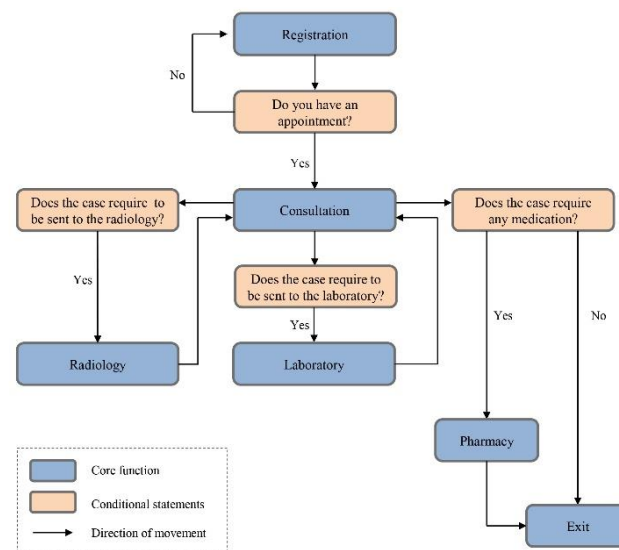 Registration
No
Do you have an
appointment?
Yes
Does the case require to
be sent to the radiology?
Consultation
Does the case require
any medication?
Yes
Does the case require to
be sent to the laboratory?
Yes
Yes
No
Radiology
Laboratory
Pharmacy
Core function
Conditional statements
Direction of movement
Exit